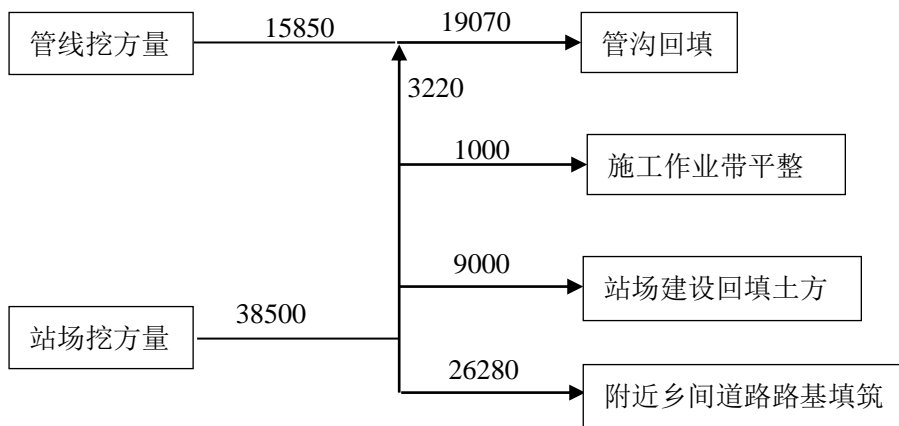 管线挖方量
15850
19070
管沟回填
3220
1000
施工作业带平整
9000
站场建设回填土方
站场挖方量
38500
26280
附近乡间道路路基填筑